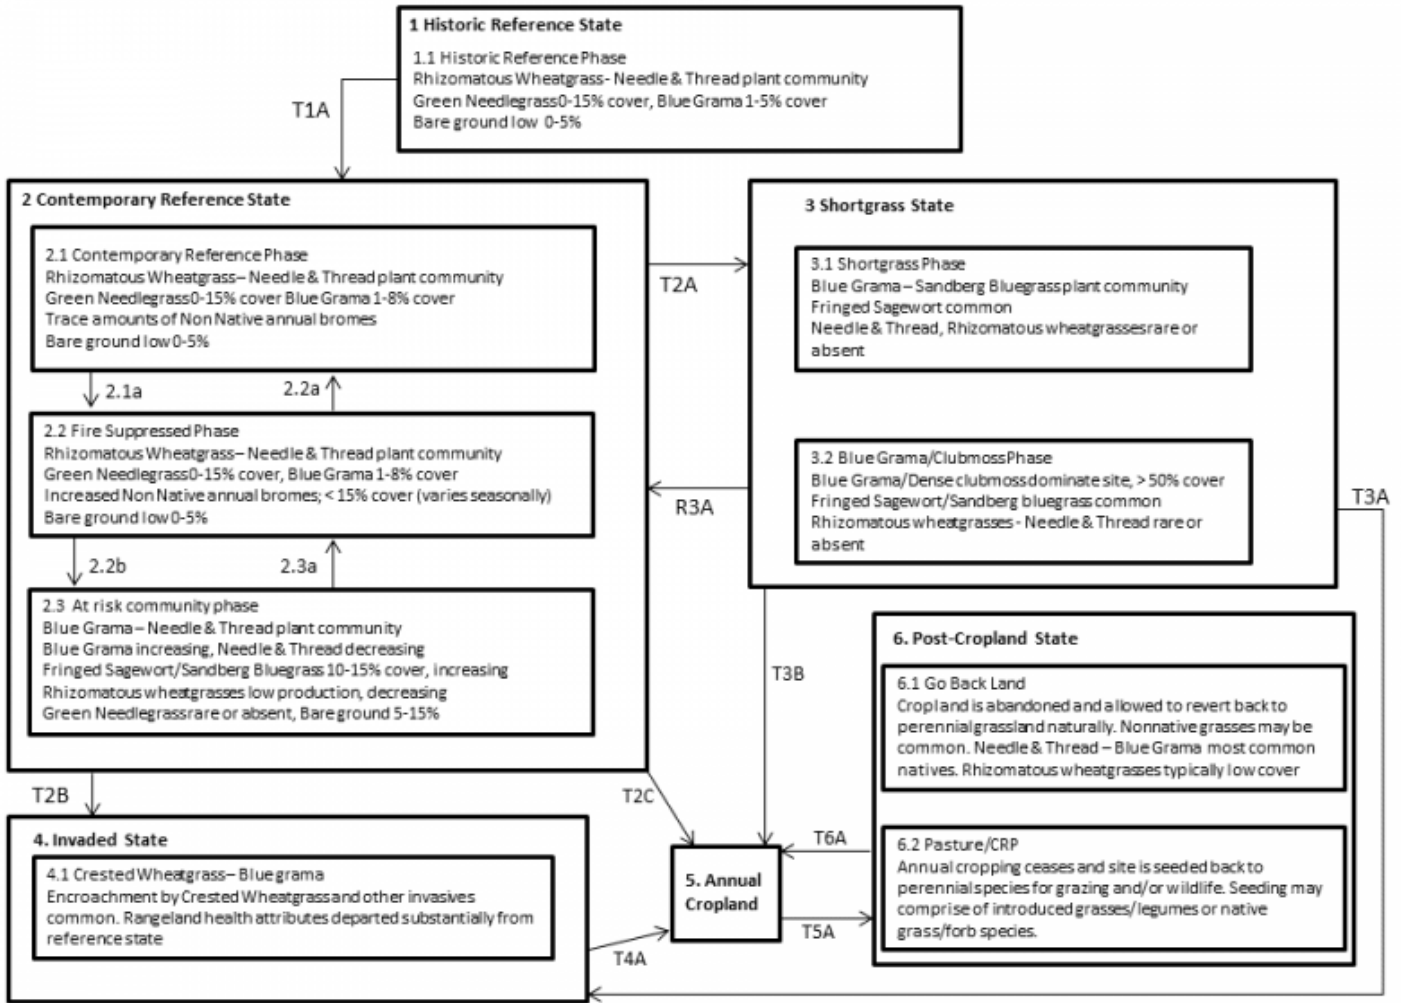 1 Historic Reference State
1.1 Historic Reference Phase
Rhizomatous Wheatgrass- Needle & Thread plant community
Green Needlegrass0-15% cover, Blue Grama 1-5% cover
Bare ground low 0-5%
T1A
2 Contemporary Reference State
2.1 Contemporary Reference Phase
Rhizomatous Wheatgrass– Needle & Thread plant community
Green Needlegrass0-15% cover Blue Grama 1-8% cover
Trace amounts of Non Native annual bromes
Bare ground low 0-5%
2.1a
2.2a
2.2 Fire Suppressed Phase
Rhizomatous Wheatgrass– Needle & Thread plant community
Green Needlegrass0-15% cover, Blue Grama 1-8% cover
Increased Non Native annual bromes; < 15% cover (varies seasonally)
Bare ground low 0-5%
2.2b
2.3a
2.3 At risk community phase
Blue Grama – Needle & Thread plant community
Blue Grama increasing, Needle & Thread decreasing
Fringed Sagewort/Sandberg Bluegrass 10-15% cover, increasing
Rhizomatous wheatgrasses low production, decreasing
Green Needlegrass rare or absent, Bare ground 5-15%
T2A
R3A
3 Shortgrass State
3.1 Shortgrass Phase
Blue Grama – Sandberg Bluegrass plant community
Fringed Sagewort common
Needle & Thread, Rhizomatous wheatgrasses rare or
absent
3.2 Blue Grama/Clubmoss Phase
Blue Grama/Dense clubmoss dominate site, > 50% cover
Fringed Sagewort/Sandberg bluegrass common
Rhizomatous wheatgrasses - Needle & Thread rare or
absent
T3A
T3B
T2B
T2C
4. Invaded State
4.1 Crested Wheatgrass– Blue grama
Encroachment by Crested Wheatgrass and other invasives
common. Rangeland health attributes departed substantially from
reference state
T4A
5. Annual
Cropland
T6A
T5A
6. Post-Cropland State
6.1 Go Back Land
Cropland is abandoned and allowed to revert back to
perennial grassland naturally. Nonnative grasses may be
common. Needle & Thread – Blue Grama most common
natives. Rhizomatous wheatgrasses typically low cover
6.2 Pasture/CRP
Annual cropping ceases and site is seeded back to
perennial species for grazing and/or wildlife. Seeding may
comprise of introduced grasses/legumes or native
grass/forb species.